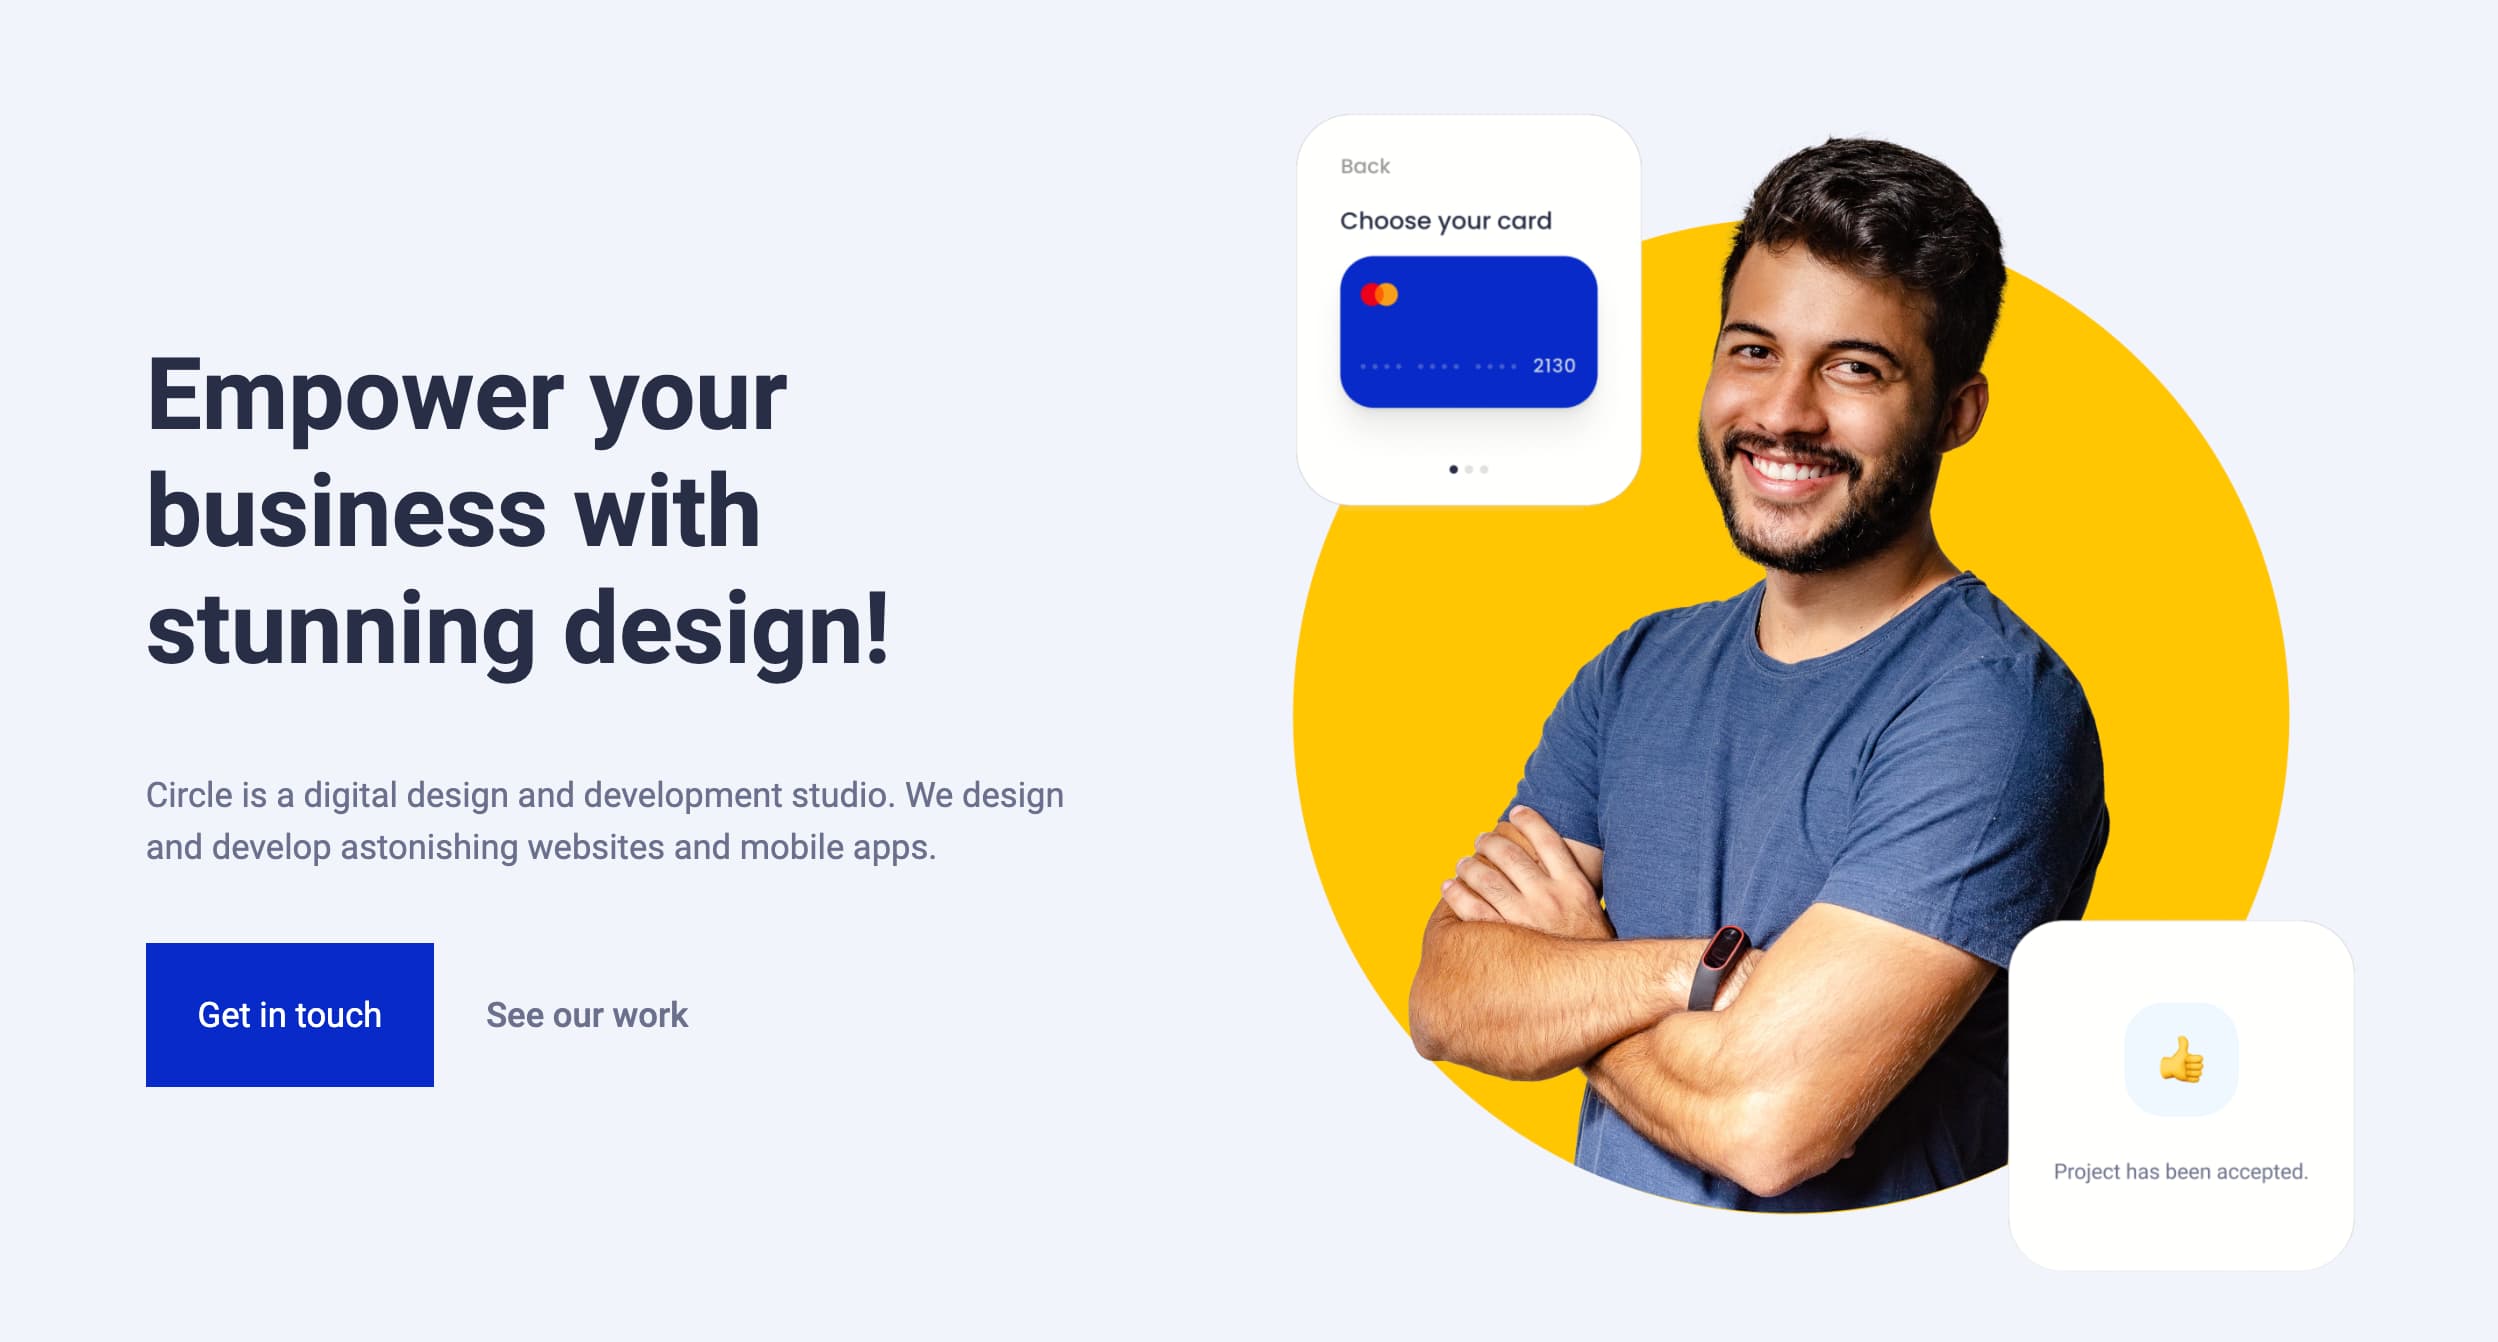 Empower your
business with
stunning design!
Circle is a digital design and development studio. We design
and develop astonishing websites and mobile apps.
Get in touch
See our work
Back
Choose your card
2130
Project has been accepted.